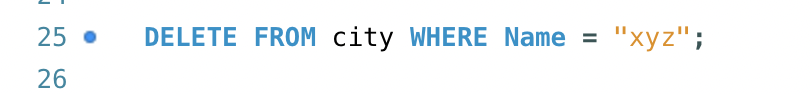 25 DELETE FROM city WHERE Name = "xyz";
26